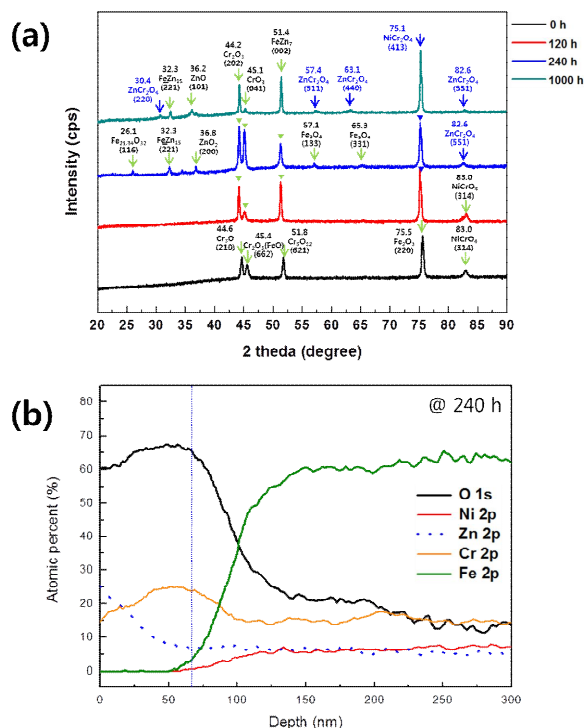 (a)
0 h
120 h
240 h
1000 h
Intensity (cps)
30.4
ZnCr2O4
(220)
32.3
FeZn15
(221)
36.2
ZnO
(101)
44.2
Cr2O3
(202)
45.1
CrO3
(041)
51.4
FeZn7
(002)
57.4
ZnCr2O4
(511)
63.1
ZnCr2O4
(440)
75.1
NiCr2O4
(413)
82.6
ZnCr2O4
(551)
26.1
(116)
32.3
FeZn15
(221)
36.8
ZnO2
(200)
57.1
Fe3O4
(133)
65.3
Fe3O4
(331)
82.6
ZnCr2O4
(551)
83.0
NiCrO4
(314)
44.6
Cr3O
(210)
45.4
(662)
51.8
(621)
75.5
Fe2O3
(220)
83.0
NiCrO4
(314)
20 25 30 35 40 45 50 55 60 65 70 75 80 85 90
2 theda (degree)
(b)
@ 240 h
Atomic percent (%)
80
70
60
50
40
30
20
10
0
O 1s
Ni 2p
Zn 2p
Cr 2p
Fe 2p
0 50 100 150 200 250 300
Depth (nm)